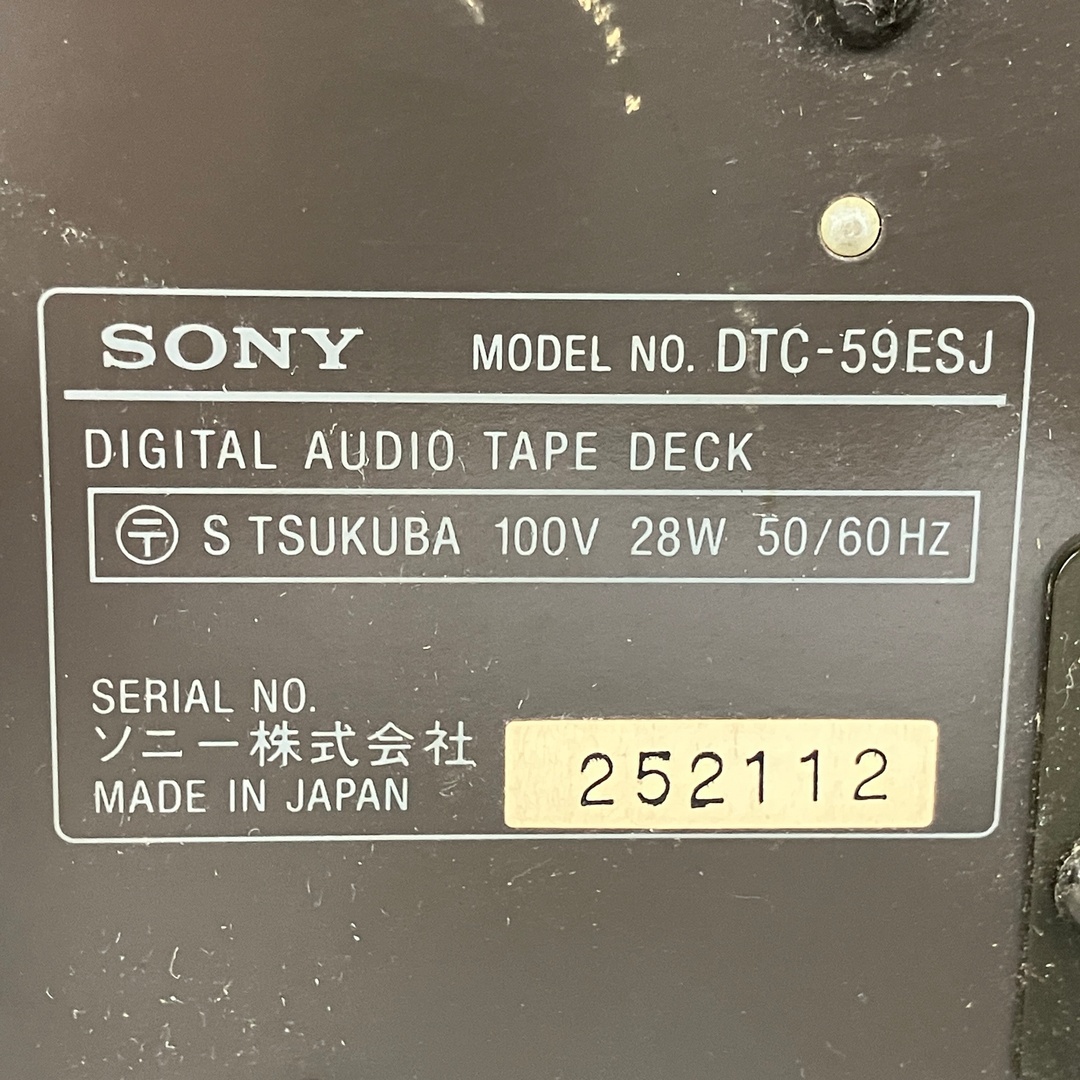 SONY MODEL NO. DTC-59ESJ
DIGITAL AUDIO TAPE DECK
〶 S TSUKUBA 100V 28W 50/60Hz
SERIAL NO.
ソニー株式会社
MADE IN JAPAN
252112